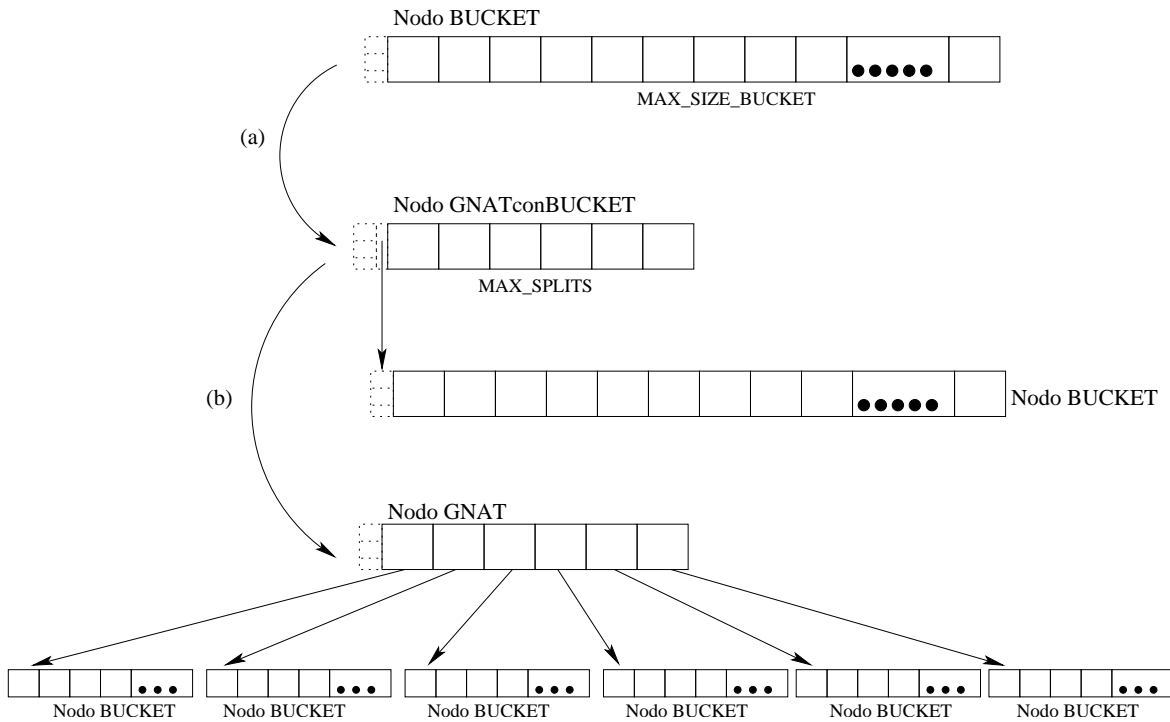 Nodo BUCKET
MAX_SIZE_BUCKET
(a)
Nodo GNATconBUCKET
MAX_SPLITS
(b)
Nodo BUCKET
Nodo GNAT
Nodo BUCKET
Nodo BUCKET
Nodo BUCKET
Nodo BUCKET
Nodo BUCKET
Nodo BUCKET